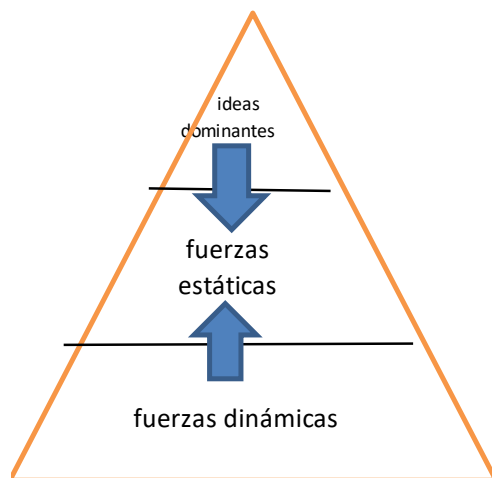 ideas
dominantes
fuerzas
estáticas
fuerzas dinámicas